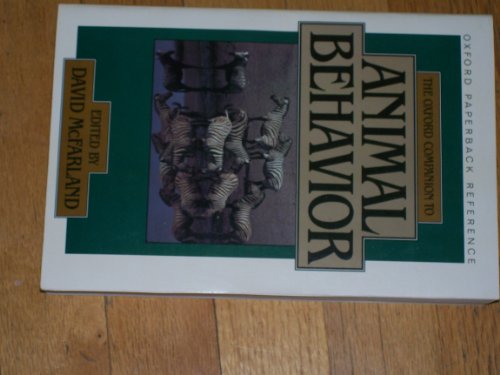 OXFORD PAPERBACK REFERENCE
THE OXFORD COMPANION TO
ANIMAL
BEHAVIOR
EDITED BY
DAVID McFARLAND